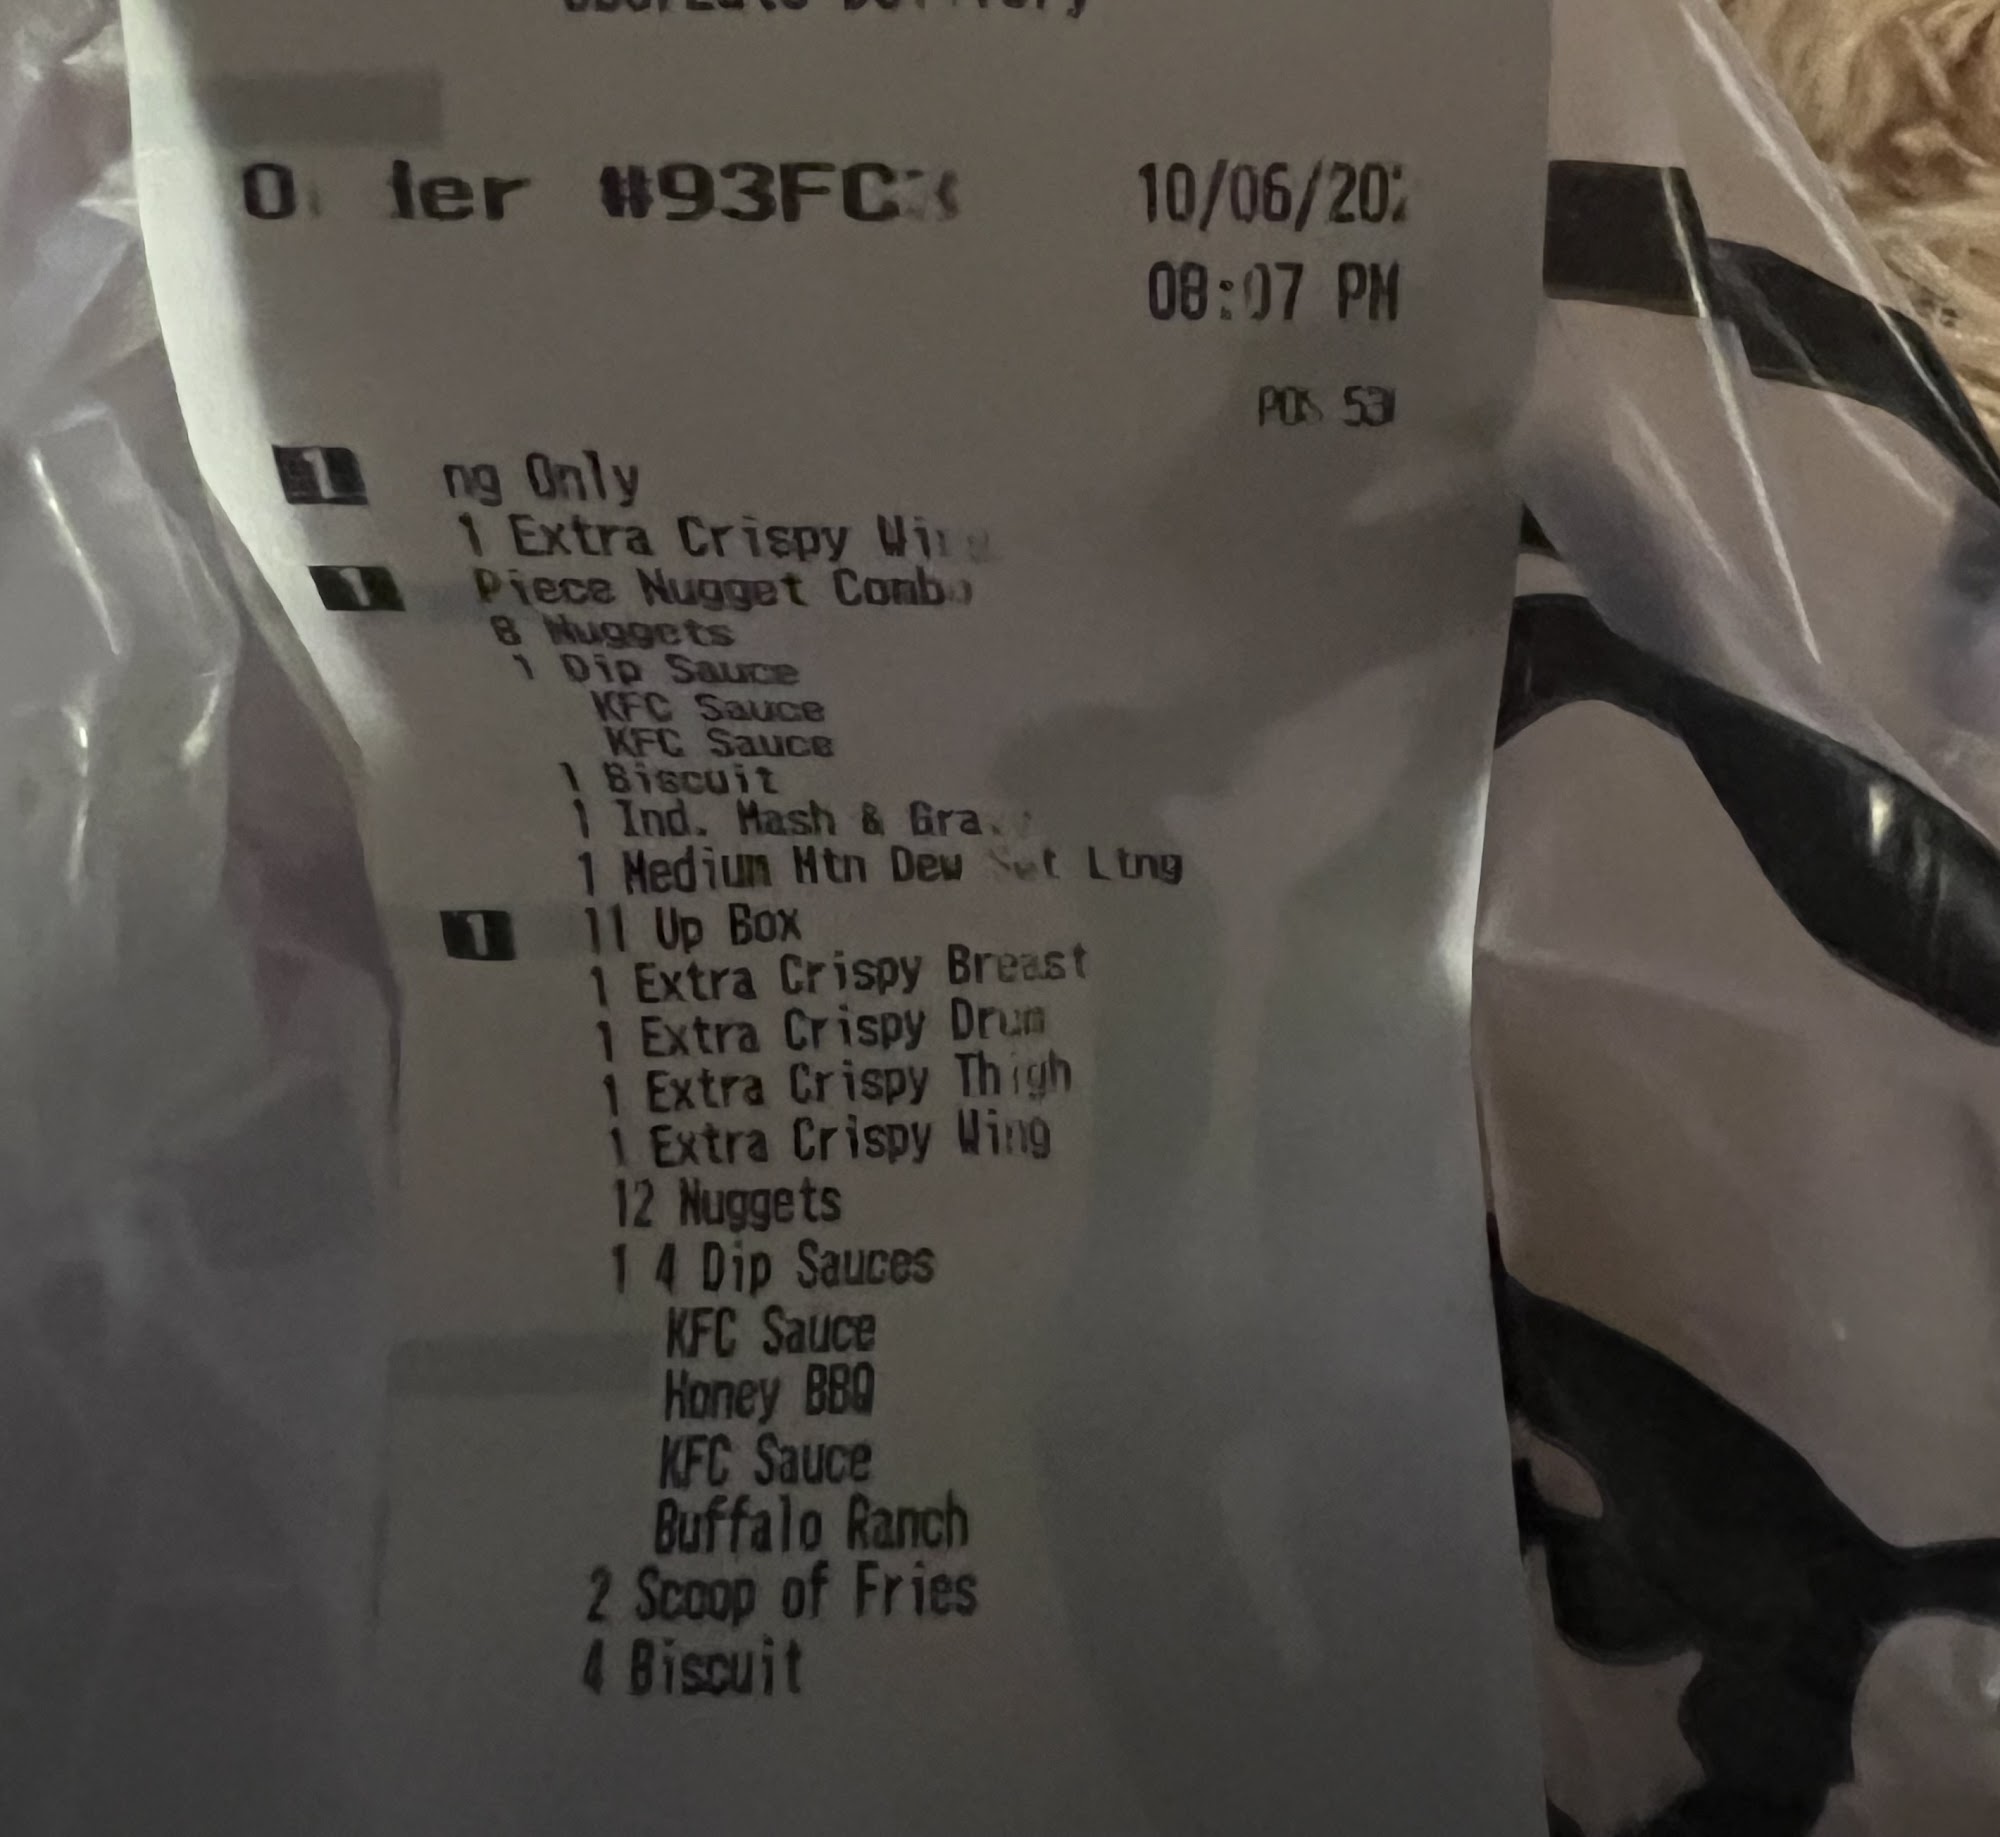 Delivery
#93FC
10/06/20
08:07 PM
POS 53
1 ng Only
1 Extra Crispy
1 Piece Nugget Combo
8 Nuggets
1 Dip Sauce
KFC Sauce
KFC Sauce
1 Biscuit
1 Ind. Mash & Gra
1 Medium Mtn Dew Ltng
1 11 Up Box
1 Extra Crispy Breast
1 Extra Crispy Drum
1 Extra Crispy Thigh
1 Extra Crispy Wing
12 Nuggets
1 4 Dip Sauces
KFC Sauce
Honey BBQ
KFC Sauce
Buffalo Ranch
2 Scoop of Fries
4 Biscuit